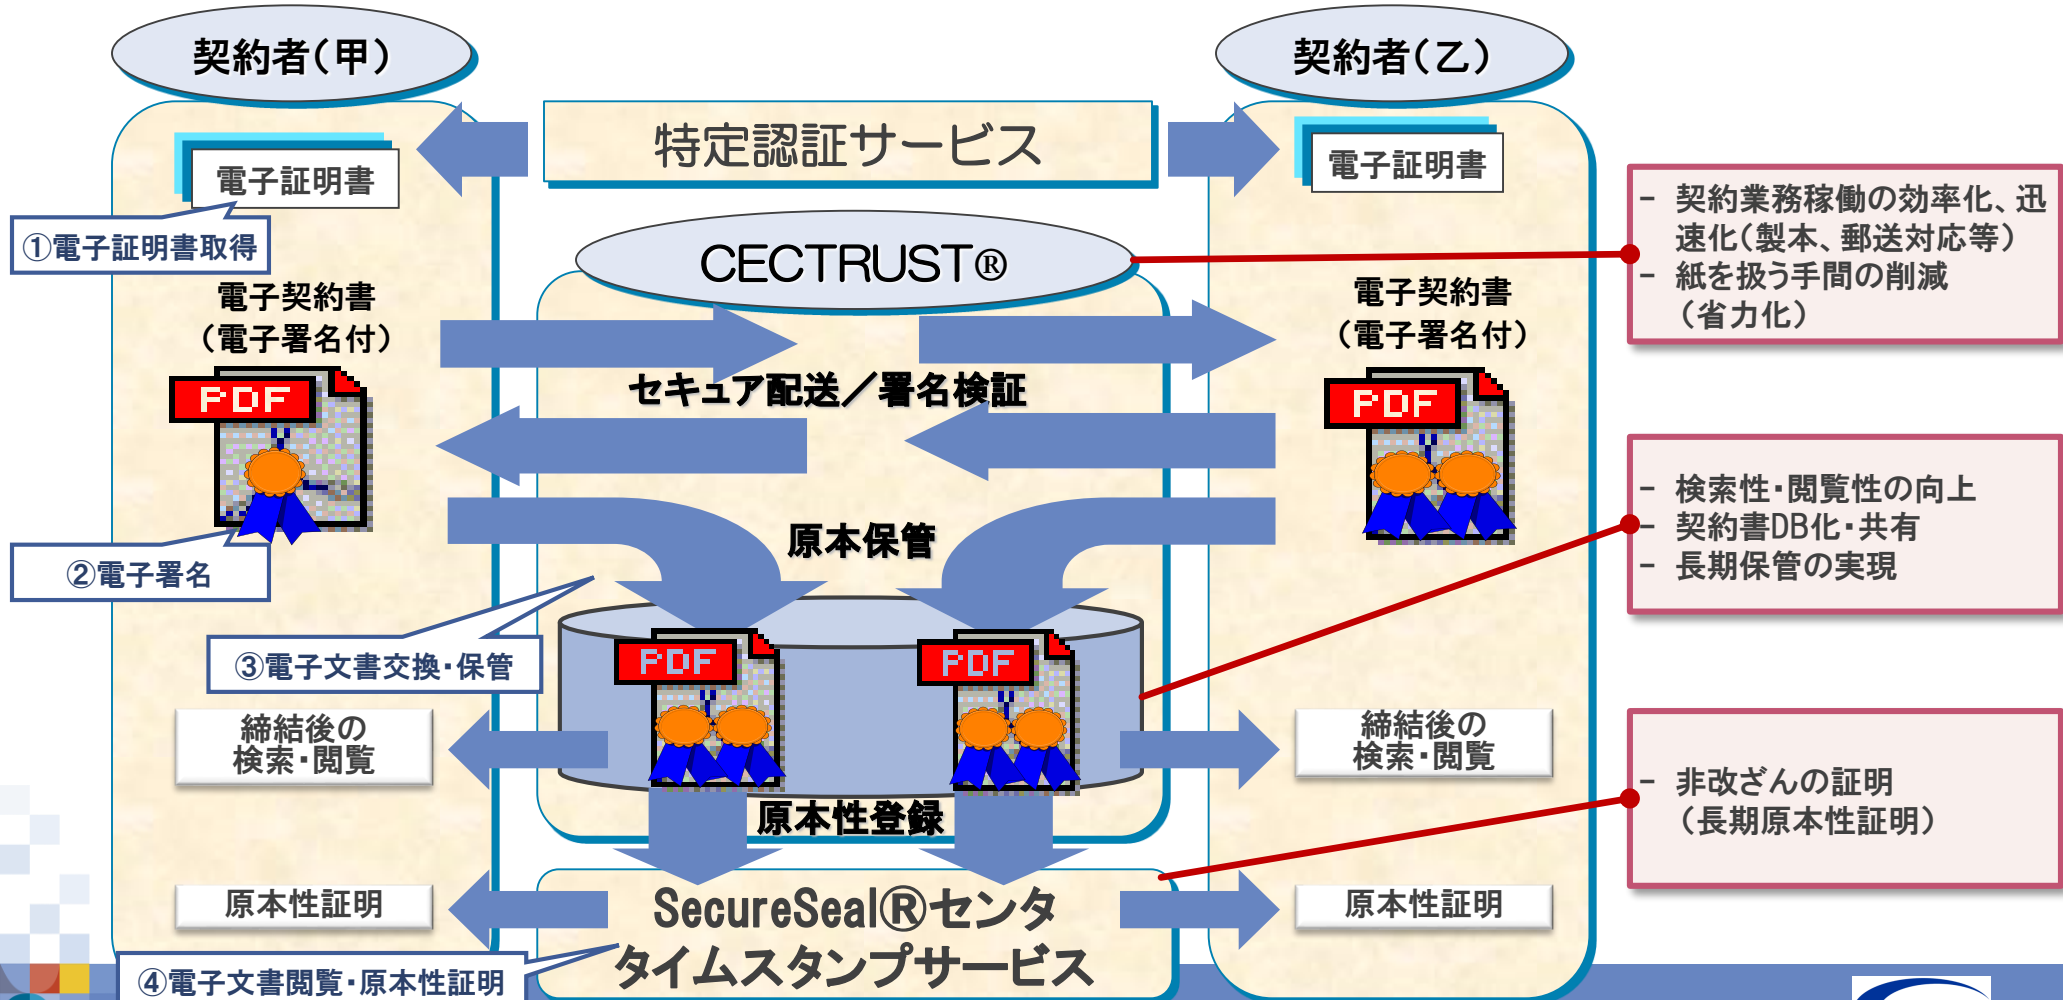 契約者（甲）
契約者（乙）
特定認証サービス
電子証明書
電子証明書
①電子証明書取得
CECTRUST®
- 契約業務稼働の効率化、迅
速化（製本、郵送対応等）
- 紙を扱う手間の削減
（省力化）
電子契約書
（電子署名付）
電子契約書
（電子署名付）
PDF
セキュア配送／署名検証
PDF
②電子署名
原本保管
- 検索性・閲覧性の向上
- 契約書DB化・共有
- 長期保管の実現
③電子文書交換・保管
PDF
PDF
締結後の
検索・閲覧
締結後の
検索・閲覧
原本性登録
- 非改ざんの証明
（長期原本性証明）
原本性証明
SecureSeal®センタ
タイムスタンプサービス
原本性証明
④電子文書閲覧・原本性証明